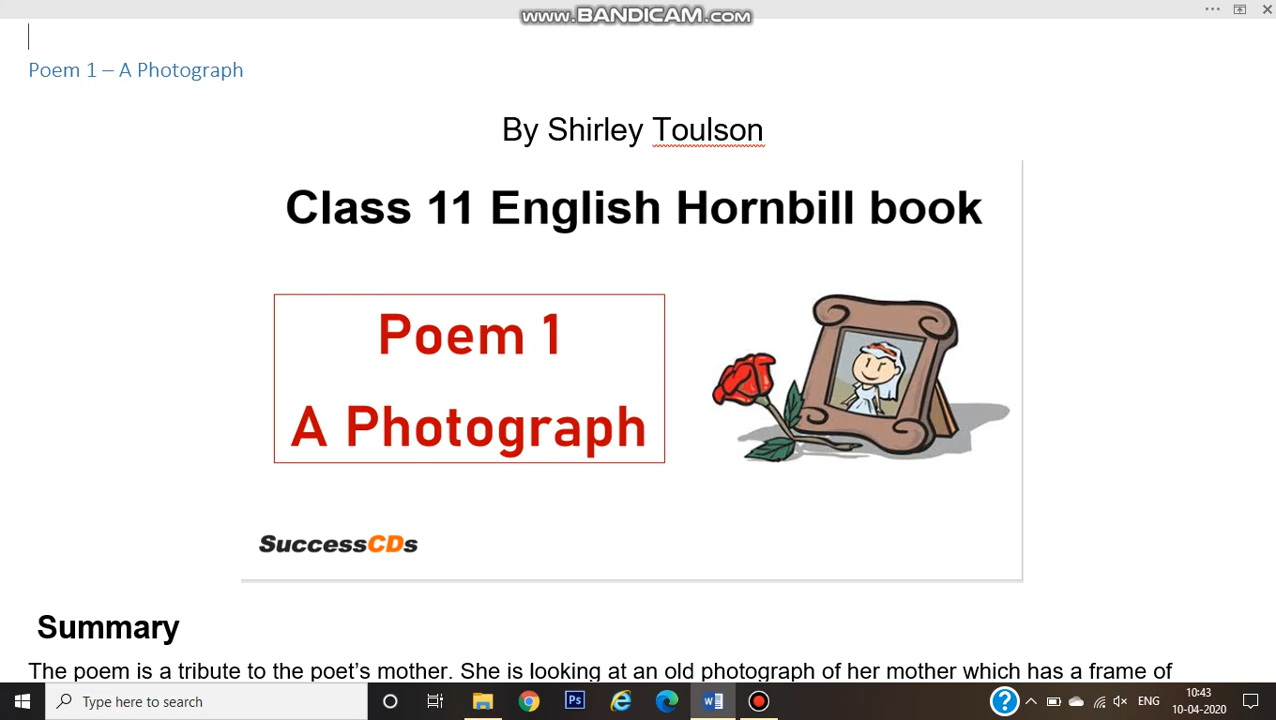 www.BANDICAM.com
Poem 1 – A Photograph
By Shirley Toulson
Class 11 English Hornbill book
Poem 1
A Photograph
SuccessCDs
Summary
The poem is a tribute to the poet’s mother. She is looking at an old photograph of her mother which has a frame of
Type here to search
Ps
ENG
10:43
10-04-2020